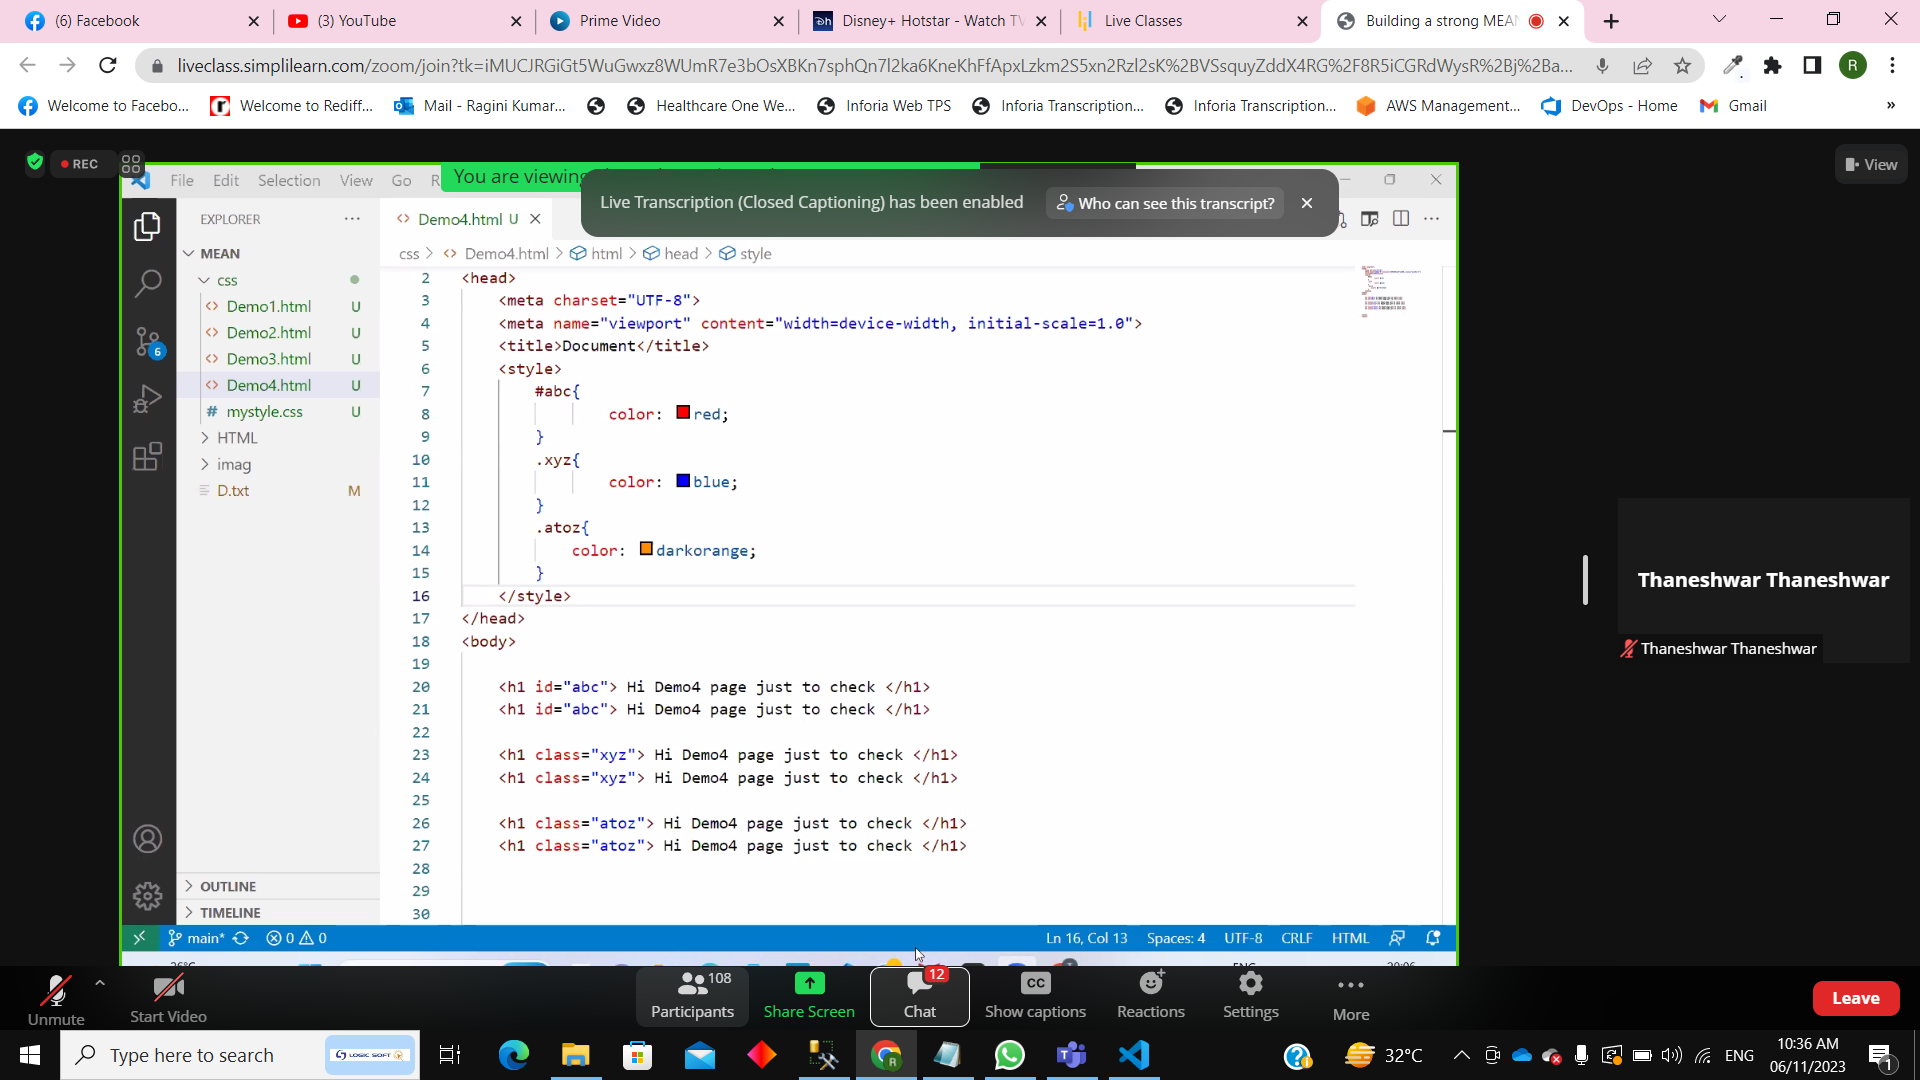 (6) Facebook
(3) YouTube
Prime Video
Disney+ Hotstar - Watch TV
Live Classes
Building a strong MEAN
liveclass.simplilearn.com/zoom/join?tk=iMUCJRGiGt5WuGwxz8WUmR7e3bOsXBKn7sphQn7l2ka6KneKhFfApxLzkm2S5xn2Rzl2sK%2BVSsquyZddX4RG%2F8R5iCGRdWysR%2Bj%2Ba...
R
Welcome to Facebo...
Welcome to Rediff...
Mail - Ragini Kumar...
Healthcare One We...
Inforia Web TPS
Inforia Transcription...
Inforia Transcription...
AWS Management...
DevOps - Home
Gmail
»
REC
View
File Edit Selection View Go R
You are viewing
Live Transcription (Closed Captioning) has been enabled
Who can see this transcript?
EXPLORER
Demo4.html U
MEAN
css > Demo4.html > html > head > style
css
Demo1.html U
Demo2.html U
Demo3.html U
Demo4.html U
# mystyle.css U
HTML
imag
D.txt M
6
OUTLINE
TIMELINE
2 <head>
3 <meta charset="UTF-8">
4 <meta name="viewport" content="width=device-width, initial-scale=1.0">
5 <title>Document</title>
6 <style>
7 #abc{
8 color: red;
9 }
10 .xyz{
11 color: blue;
12 }
13 .atoz{
14 color: darkorange;
15 }
16 </style>
17 </head>
18 <body>
19
20 <h1 id="abc"> Hi Demo4 page just to check </h1>
21 <h1 id="abc"> Hi Demo4 page just to check </h1>
22
23 <h1 class="xyz"> Hi Demo4 page just to check </h1>
24 <h1 class="xyz"> Hi Demo4 page just to check </h1>
25
26 <h1 class="atoz"> Hi Demo4 page just to check </h1>
27 <h1 class="atoz"> Hi Demo4 page just to check </h1>
28
29
30
main* 0 0
Ln 16, Col 13 Spaces: 4 UTF-8 CRLF HTML
Thaneshwar Thaneshwar
Thaneshwar Thaneshwar
Unmute
Start Video
108
Participants
Share Screen
12
Chat
CC
Show captions
Reactions
Settings
More
Leave
Type here to search
LOGIC SOFT
32°C
ENG
10:36 AM
06/11/2023
1